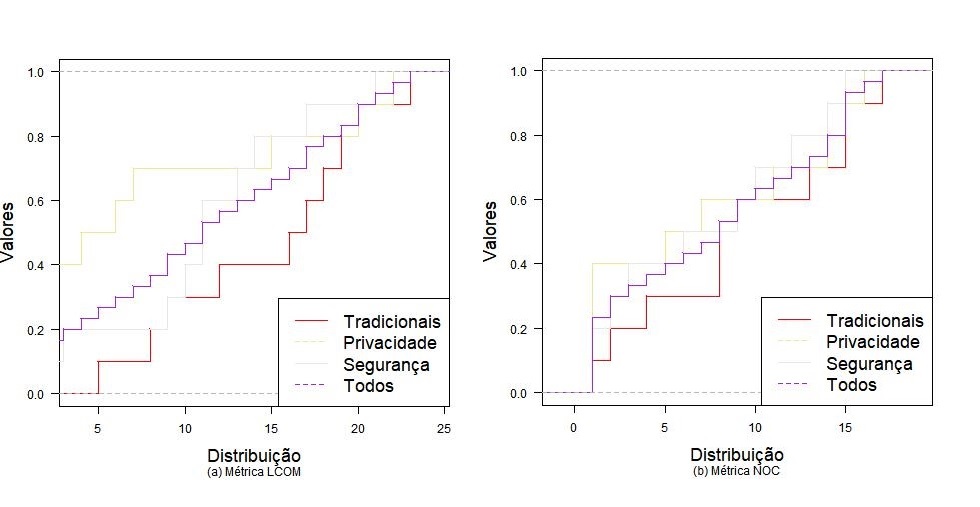 Valores
1.0
0.8
0.6
0.4
0.2
0.0
5 10 15 20 25
Tradicionais
Privacidade
Segurança
Todos
Distribuição
(a) Métrica LCOM
Valores
1.0
0.8
0.6
0.4
0.2
0.0
0 5 10 15
Tradicionais
Privacidade
Segurança
Todos
Distribuição
(b) Métrica NOC